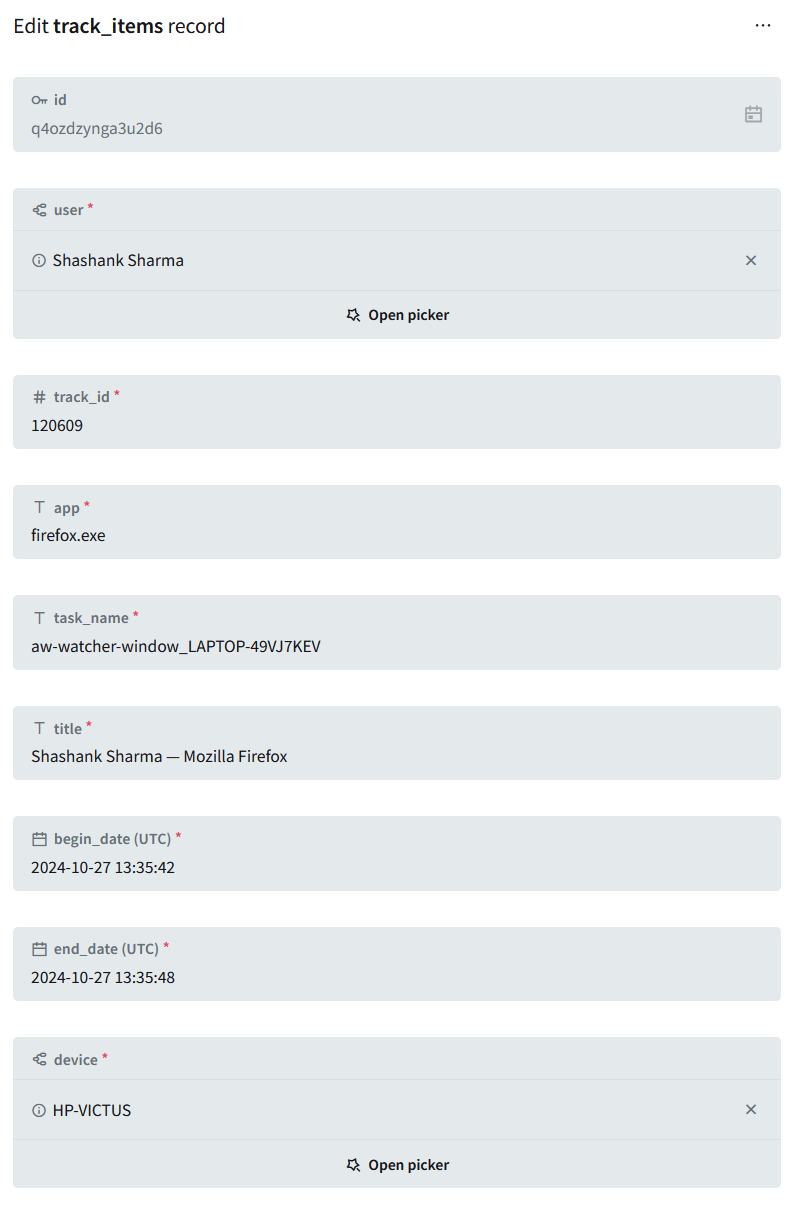 Edit track_items record
id
q4ozdzynga3u2d6
user *
Shashank Sharma
Open picker
track_id *
120609
app *
firefox.exe
task_name *
aw-watcher-window_LAPTOP-49VJ7KEV
title *
Shashank Sharma — Mozilla Firefox
begin_date (UTC) *
2024-10-27 13:35:42
end_date (UTC) *
2024-10-27 13:35:48
device *
HP-VICTUS
Open picker